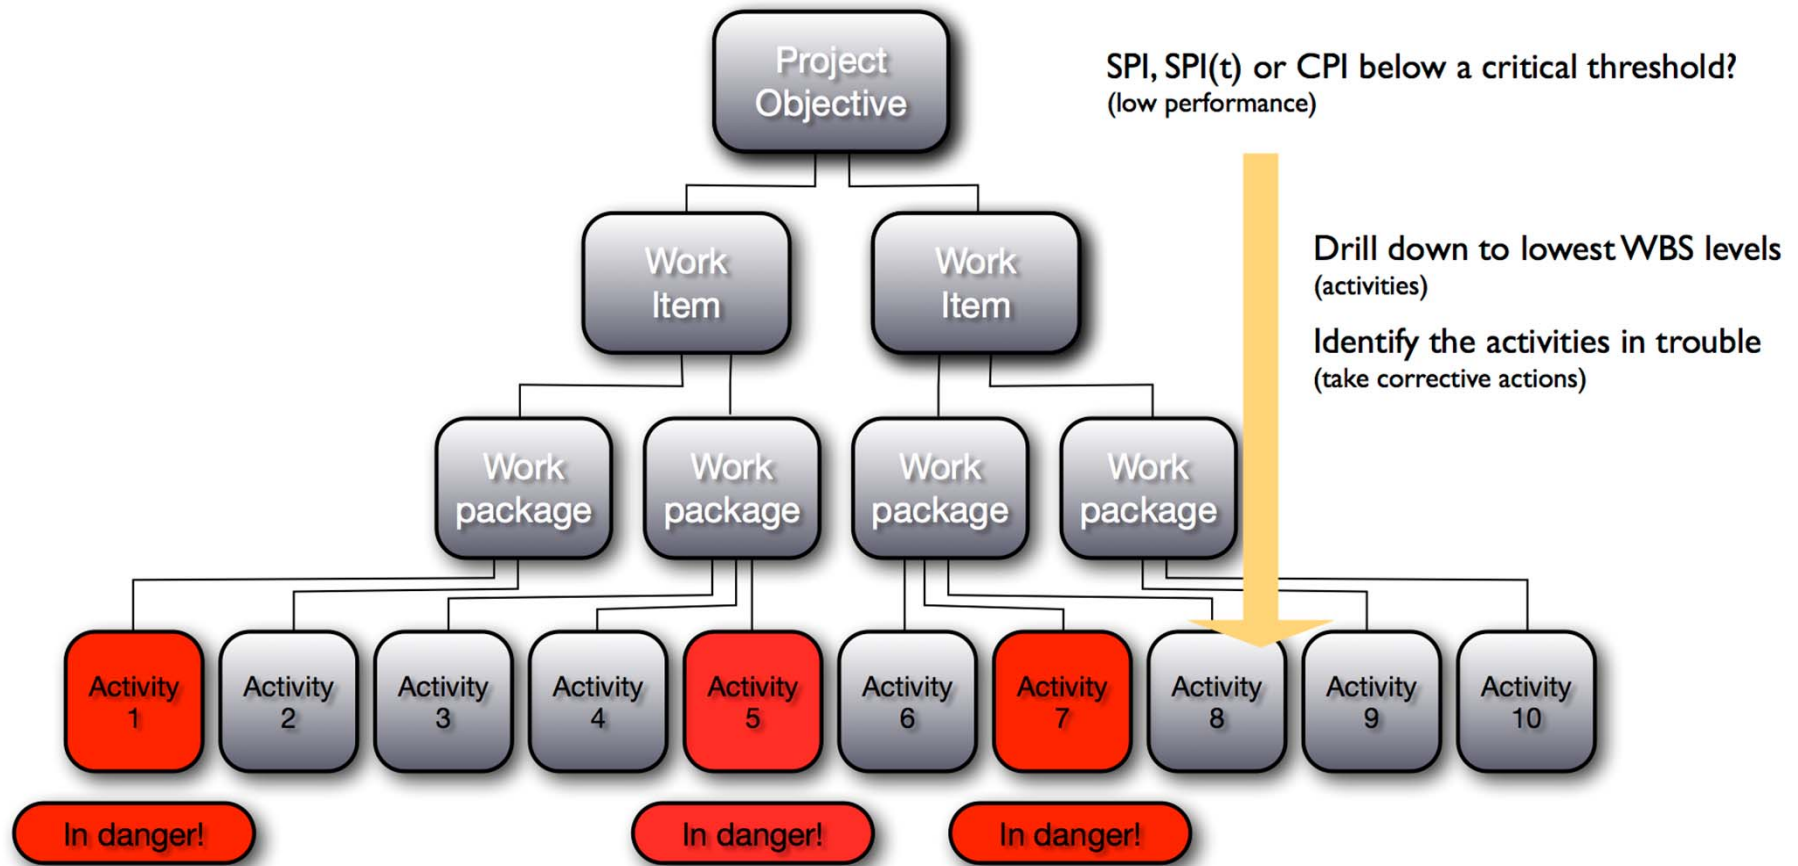 Project
Objective
SPI, SPI(t) or CPI below a critical threshold?
(low performance)
Work
Item
Work
Item
Drill down to lowest WBS levels
(activities)
Identify the activities in trouble
(take corrective actions)
Work
package
Work
package
Work
package
Work
package
Activity
1
Activity
2
Activity
3
Activity
4
Activity
5
Activity
6
Activity
7
Activity
8
Activity
9
Activity
10
In danger!
In danger!
In danger!